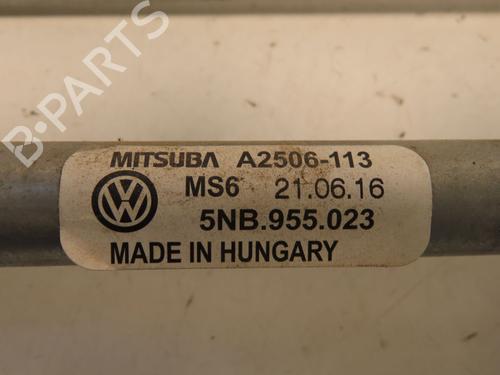 MITSUBA A2506-113
MS6 21.06.16
5NB.955.023
MADE IN HUNGARY
B-PARTS